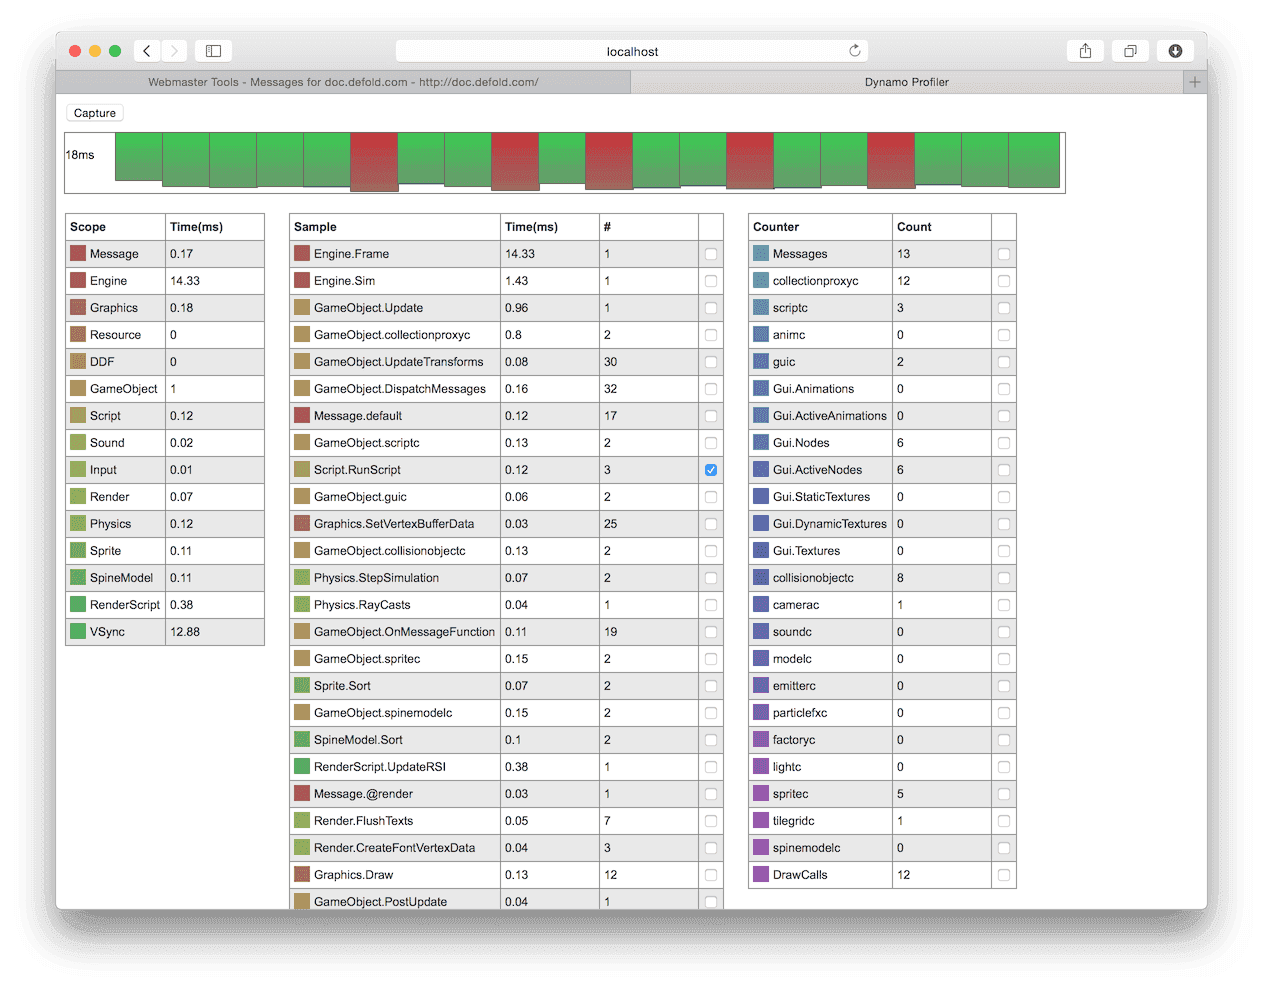 localhost
Webmaster Tools - Messages for doc.defold.com - http://doc.defold.com/
Dynamo Profiler
Capture
18ms
Scope Time(ms)
Message 0.17
Engine 14.33
Graphics 0.18
Resource 0
DDF 0
GameObject 1
Script 0.12
Sound 0.02
Input 0.01
Render 0.07
Physics 0.12
Sprite 0.11
SpineModel 0.11
RenderScript 0.38
VSync 12.88
Sample Time(ms) #
Engine.Frame 14.33 1
Engine.Sim 1.43 1
GameObject.Update 0.96 1
GameObject.collectionproxyc 0.8 2
GameObject.UpdateTransforms 0.08 30
GameObject.DispatchMessages 0.16 32
Message.default 0.12 17
GameObject.scriptc 0.13 2
Script.RunScript 0.12 3
GameObject.guic 0.06 2
Graphics.SetVertexBufferData 0.03 25
GameObject.collisionobjectc 0.13 2
Physics.StepSimulation 0.07 2
Physics.RayCasts 0.04 1
GameObject.OnMessageFunction 0.11 19
GameObject.spritec 0.15 2
Sprite.Sort 0.07 2
GameObject.spinemodelc 0.15 2
SpineModel.Sort 0.1 2
RenderScript.UpdateRSI 0.38 1
Message.@render 0.03 1
Render.FlushTexts 0.05 7
Render.CreateFontVertexData 0.04 3
Graphics.Draw 0.13 12
GameObject.PostUpdate 0.04 1
Counter Count
Messages 13
collectionproxyc 12
scriptc 3
animc 0
guic 2
Gui.Animations 0
Gui.ActiveAnimations 0
Gui.Nodes 6
Gui.ActiveNodes 6
Gui.StaticTextures 0
Gui.DynamicTextures 0
Gui.Textures 0
collisionobjectc 8
camerac 1
soundc 0
modelc 0
emitterc 0
particlefxc 0
factoryc 0
lightc 0
spritec 5
tilegridc 1
spinemodelc 0
DrawCalls 12